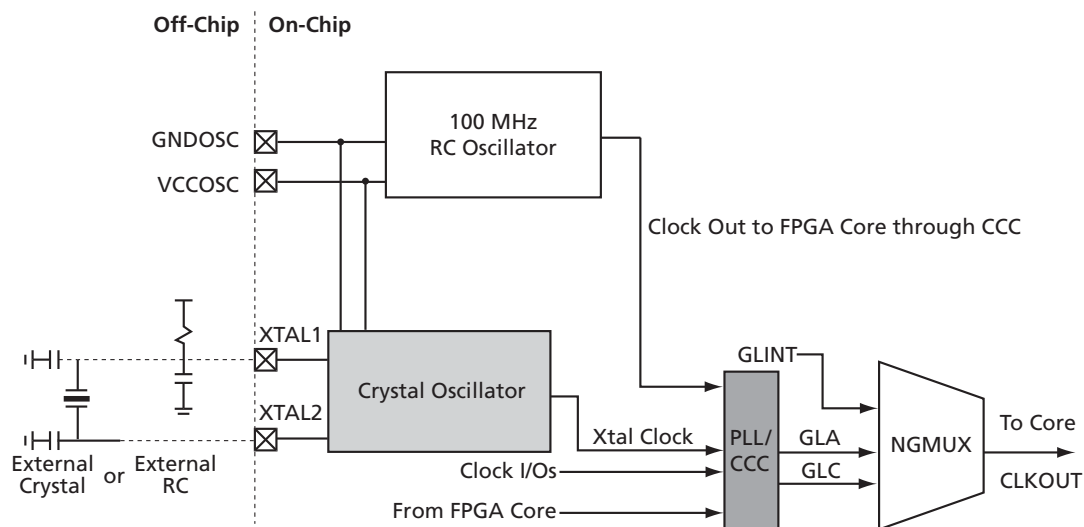 Off-Chip
On-Chip
100 MHz
RC Oscillator
GNDOSC
VCCOSC
Clock Out to FPGA Core through CCC
XTAL1
Crystal Oscillator
XTAL2
GLINT
Xtal Clock
PLL/
CCC
GLA
GLC
NGMUX
To Core
CLKOUT
Clock I/Os
From FPGA Core
External
Crystal
or
External
RC